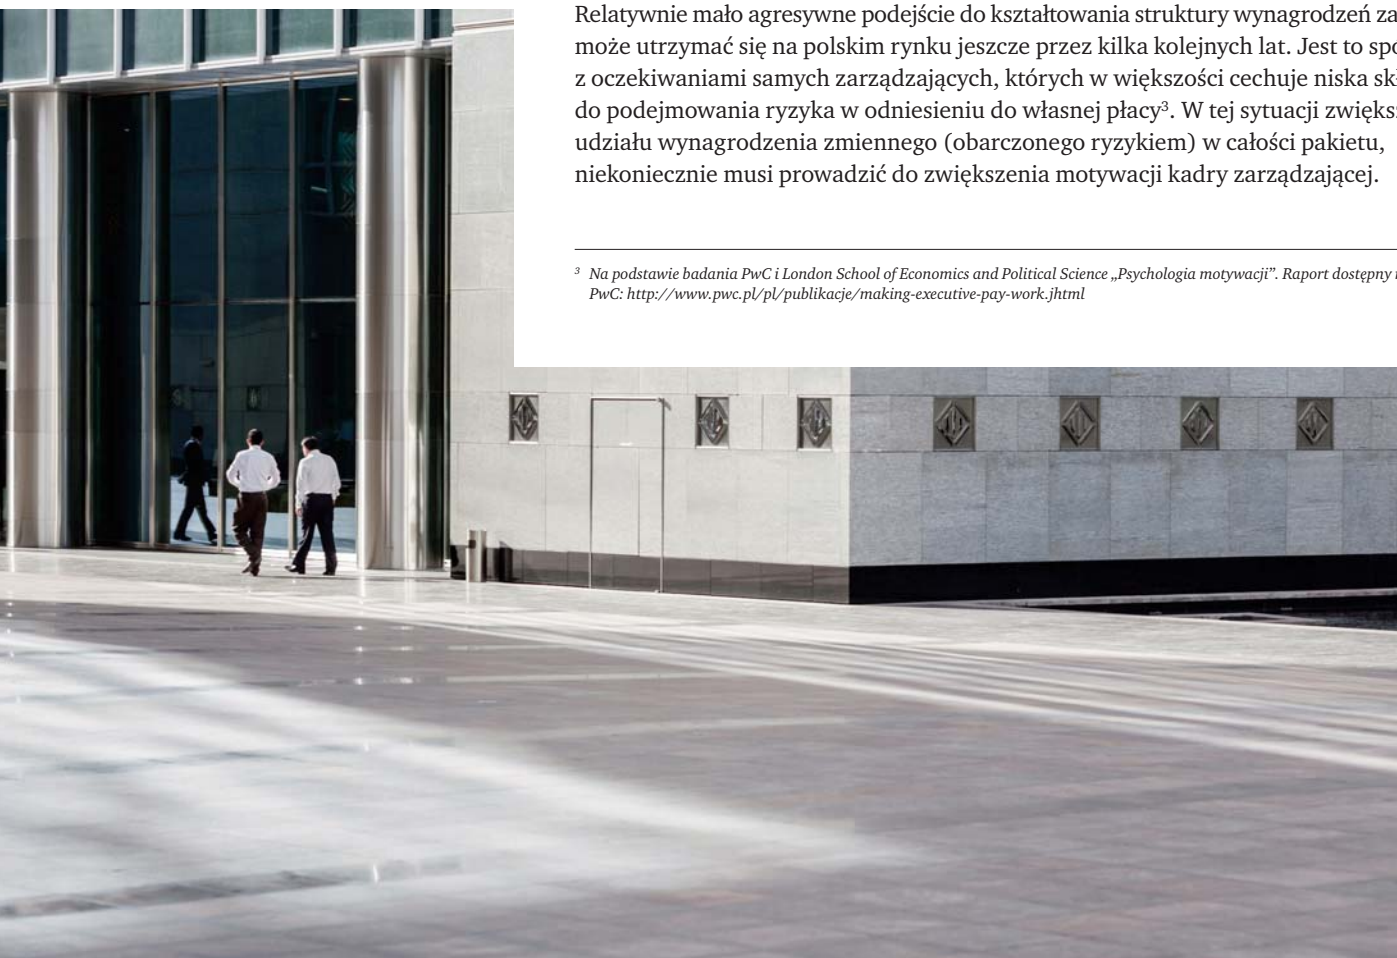 Relatywnie mało agresywne podejście do kształtowania struktury wynagrodzeń
może utrzymać się na polskim rynku jeszcze przez kilka kolejnych lat. Jest to
z oczekiwaniami samych zarządzających, których w większości cechuje niska
do podejmowania ryzyka w odniesieniu do własnej płacy³. W tej sytuacji
udziału wynagrodzenia zmiennego (obarczonego ryzykiem) w całości pakietu,
niekoniecznie musi prowadzić do zwiększenia motywacji kadry zarządzającej.
³ Na podstawie badania PwC i London School of Economics and Political Science „Psychologia motywacji”. Raport dostępny
PwC: http://www.pwc.pl/pl/publikacje/making-executive-pay-work.jhtml